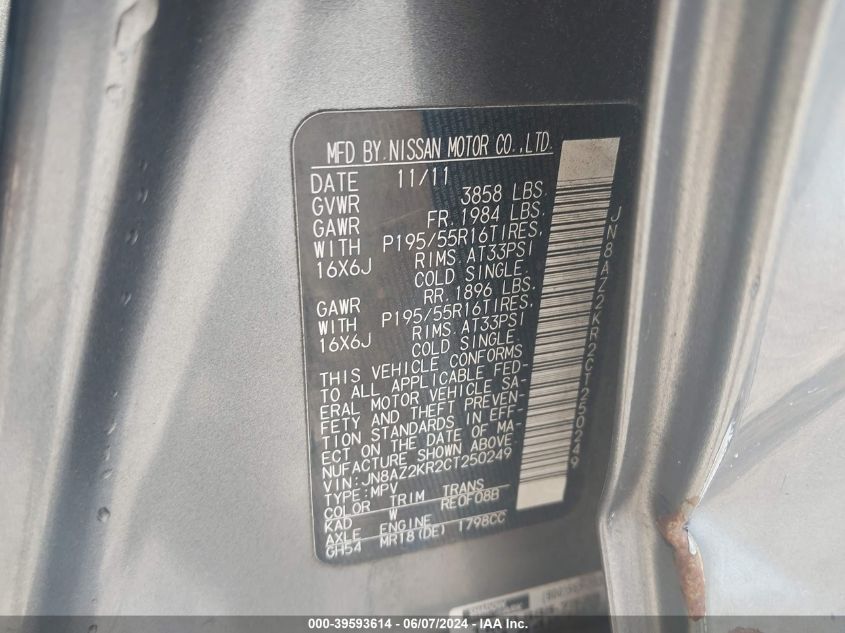 MFD BY.NISSAN MOTOR CO.,LTD.
DATE 11/11
GVWR 3858 LBS.
GAWR FR.1984 LBS.
WITH P195/55R16TIRES,
16X6J RIMS.AT33PSI
COLD SINGLE.
GAWR RR.1896 LBS.
WITH P195/55R16TIRES,
16X6J RIMS.AT33PSI
COLD SINGLE.
THIS VEHICLE CONFORMS
TO ALL APPLICABLE FED-
ERAL MOTOR VEHICLE SA-
FETY AND THEFT PREVEN-
TION STANDARDS IN EFF-
ECT ON THE DATE OF MA-
NUFACTURE SHOWN ABOVE.
VIN:JN8AZ2KR2CT250249
TYPE:MPV
COLOR TRIM TRANS
KAD W RE0F08B
AXLE ENGINE
GH54 MR18(DE) 1798CC
JN8AZ2KR2CT250249
000-39593614 - 06/07/2024 - IAA Inc.